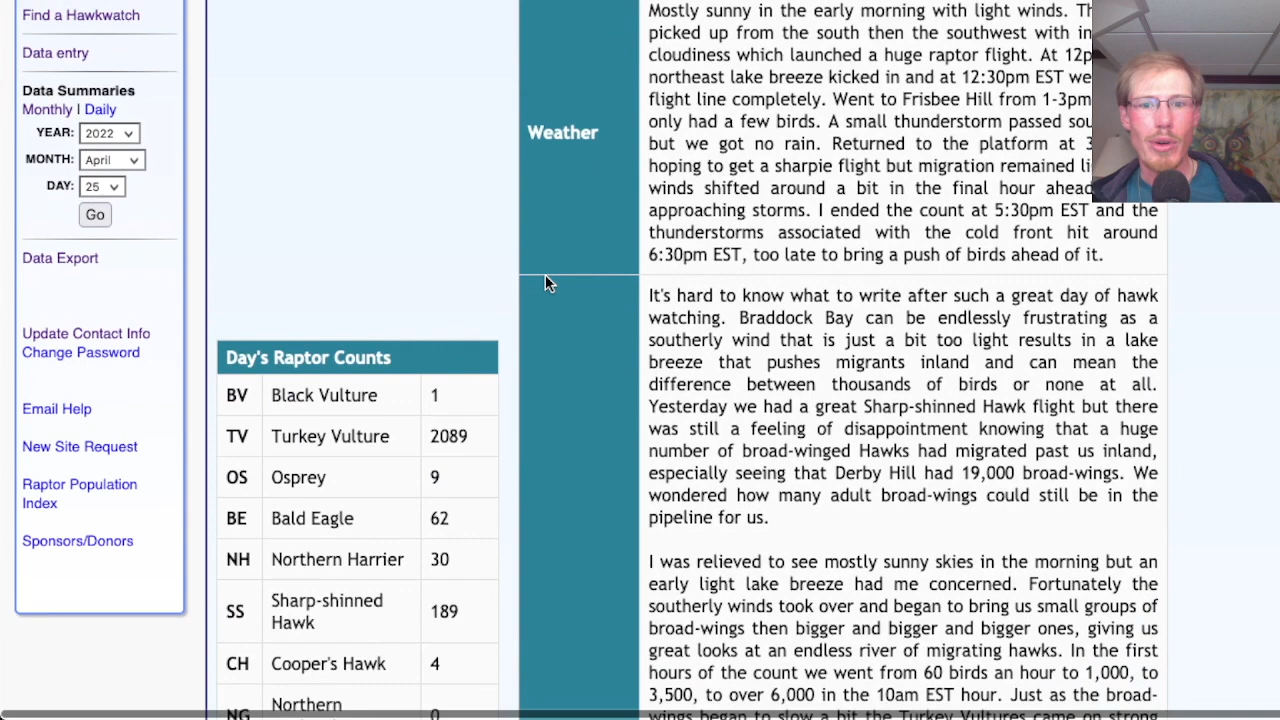 Find a Hawkwatch
Data entry
Data Summaries
Monthly | Daily
YEAR: 2022
MONTH: April
DAY: 25
Go
Data Export
Update Contact Info
Change Password
Email Help
New Site Request
Raptor Population
Index
Sponsors/Donors
Day's Raptor Counts
BV Black Vulture 1
TV Turkey Vulture 2089
OS Osprey 9
BE Bald Eagle 62
NH Northern Harrier 30
SS Sharp-shinned Hawk 189
CH Cooper's Hawk 4
NG Northern 0
Weather
Mostly sunny in the early morning with light winds.
picked up from the south then the southwest with
cloudiness which launched a huge raptor flight. At
northeast lake breeze kicked in and at 12:30pm EST we
flight line completely. Went to Frisbee Hill from 1-3pm
only had a few birds. A small thunderstorm passed
but we got no rain. Returned to the platform at
hoping to get a sharpie flight but migration remained
winds shifted around a bit in the final hour ahead
approaching storms. I ended the count at 5:30pm EST and the
thunderstorms associated with the cold front hit around
6:30pm EST, too late to bring a push of birds ahead of it.
It's hard to know what to write after such a great day of hawk
watching. Braddock Bay can be endlessly frustrating as a
southerly wind that is just a bit too light results in a lake
breeze that pushes migrants inland and can mean the
difference between thousands of birds or none at all.
Yesterday we had a great Sharp-shinned Hawk flight but there
was still a feeling of disappointment knowing that a huge
number of broad-winged Hawks had migrated past us inland,
especially seeing that Derby Hill had 19,000 broad-wings. We
wondered how many adult broad-wings could still be in the
pipeline for us.
I was relieved to see mostly sunny skies in the morning but an
early light lake breeze had me concerned. Fortunately the
southerly winds took over and began to bring us small groups of
broad-wings then bigger and bigger and bigger ones, giving us
great looks at an endless river of migrating hawks. In the first
hours of the count we went from 60 birds an hour to 1,000, to
3,500, to over 6,000 in the 10am EST hour. Just as the broad-
wings began to slow a bit the Turkey Vultures came on strong